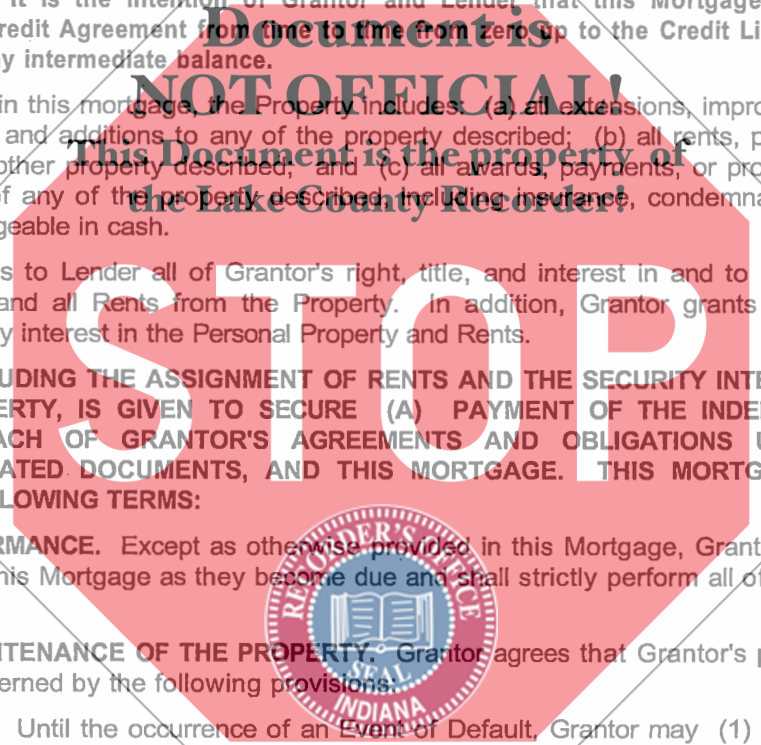 It is the intention of Grantor and Lender that this Mortgage
redit Agreement from time to time from zero up to the Credit Li
y intermediate balance.
Document is
NOT OFFICIAL!
This Document is the property of
the Lake County Recorder!
in this mortgage, the Property includes: (a) all extensions, impro
and additions to any of the property described; (b) all rents, p
other property described; and (c) all awards, payments, or pro
f any of the property described, including insurance, condemna
geable in cash.
s to Lender all of Grantor's right, title, and interest in and to
and all Rents from the Property. In addition, Grantor grants
y interest in the Personal Property and Rents.
STOP
UDING THE ASSIGNMENT OF RENTS AND THE SECURITY INTE
ERTY, IS GIVEN TO SECURE (A) PAYMENT OF THE INDE
ACH OF GRANTOR'S AGREEMENTS AND OBLIGATIONS U
ATED DOCUMENTS, AND THIS MORTGAGE. THIS MORTG
LOWING TERMS:
RMANCE. Except as otherwise provided in this Mortgage, Grant
his Mortgage as they become due and shall strictly perform all of
RECORDER'S OFFICE
SEAL
INDIANA
NTENANCE OF THE PROPERTY. Grantor agrees that Grantor's p
erned by the following provisions:
Until the occurrence of an Event of Default, Grantor may (1)